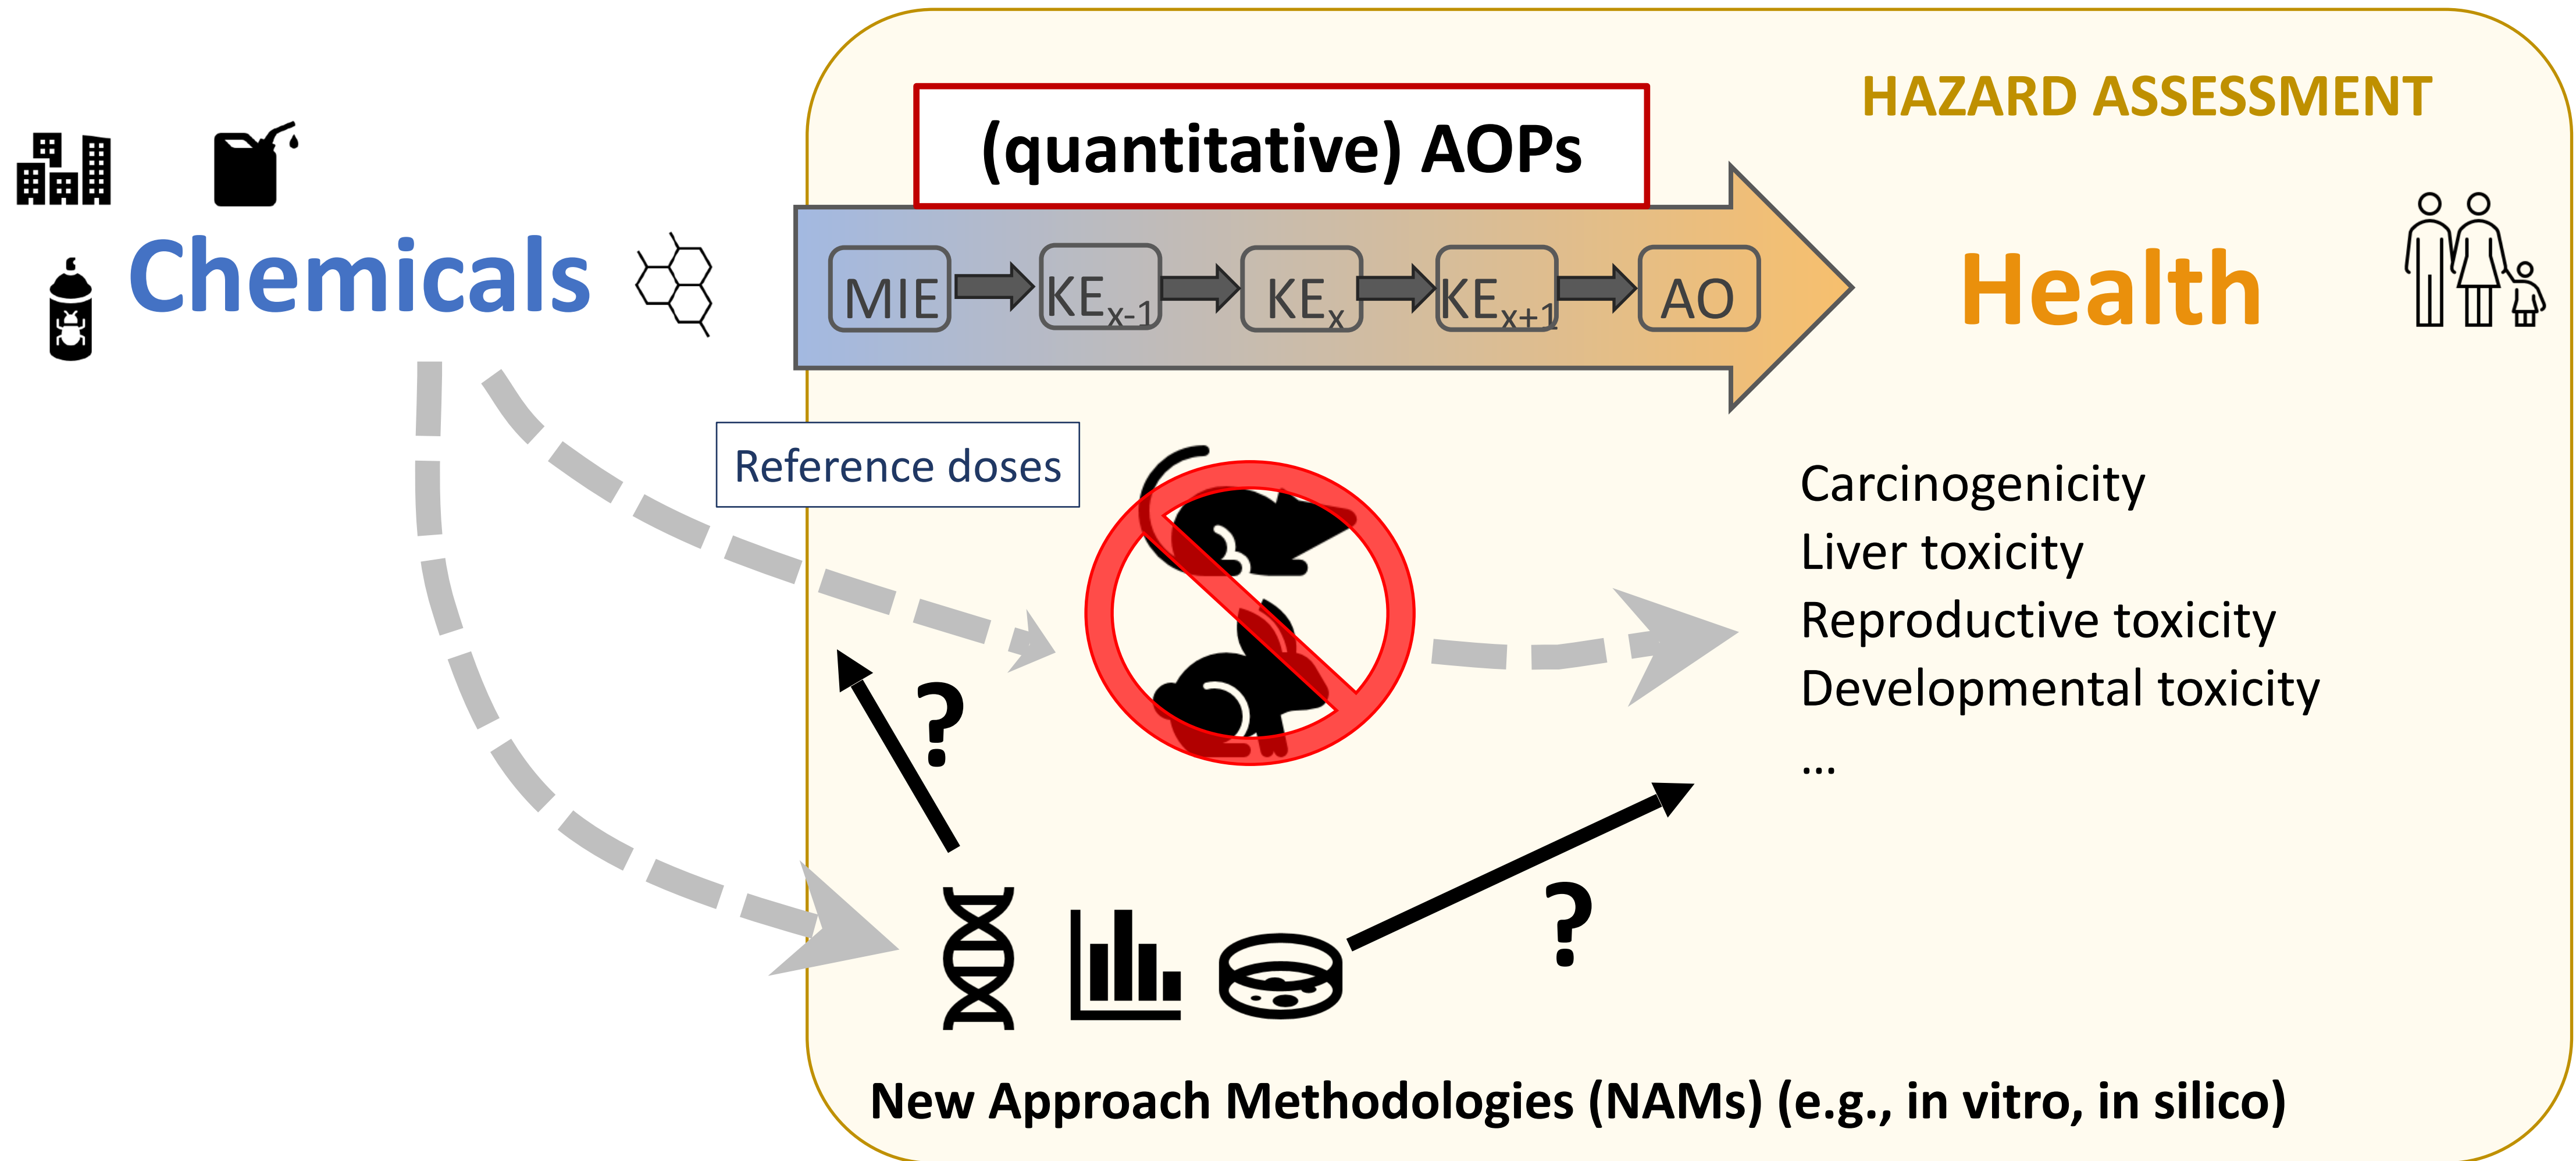 HAZARD ASSESSMENT
(quantitative) AOPs
Chemicals
MIE
KEx-1
KEx
KEx+1
AO
Health
Reference doses
Carcinogenicity
Liver toxicity
Reproductive toxicity
Developmental toxicity
...
?
?
New Approach Methodologies (NAMs) (e.g., in vitro, in silico)